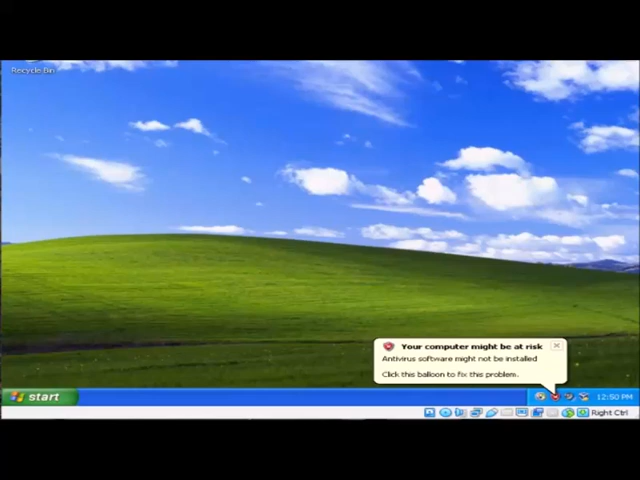 Recycle Bin
Your computer might be at risk
Antivirus software might not be installed
Click this balloon to fix this problem.
start
12:50 PM
Right Ctrl